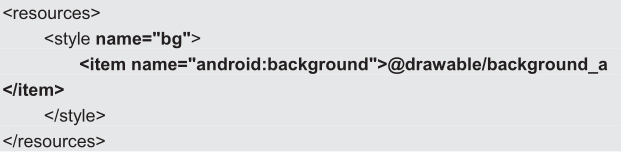 <resources>
<style name="bg">
<item name="android:background">@drawable/background_a
</item>
</style>
</resources>